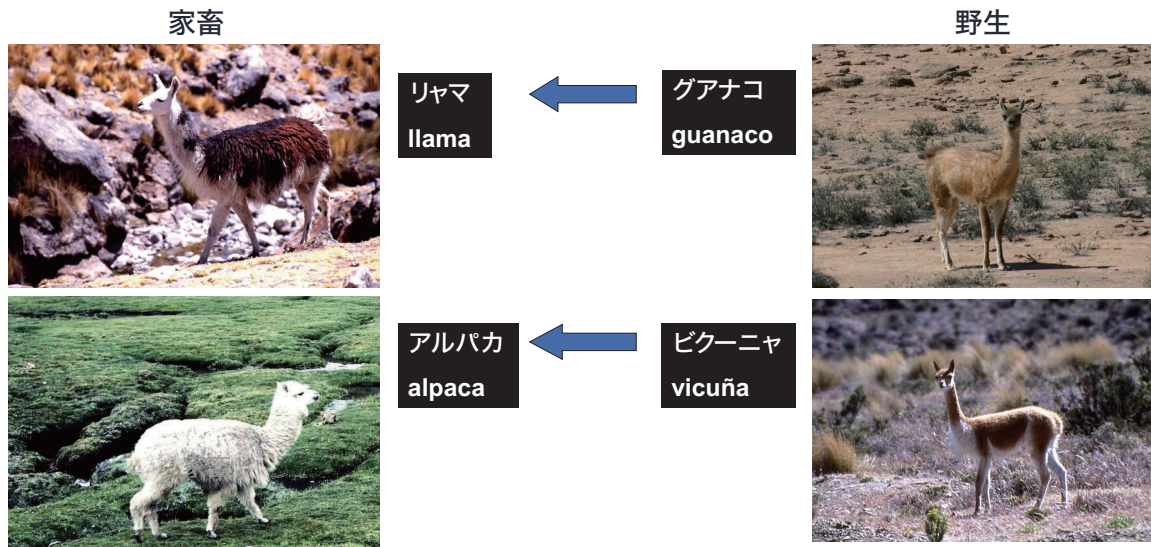 家畜
野生
リャマ
llama
グアナコ
guanaco
アルパカ
alpaca
ビクーニャ
vicuña